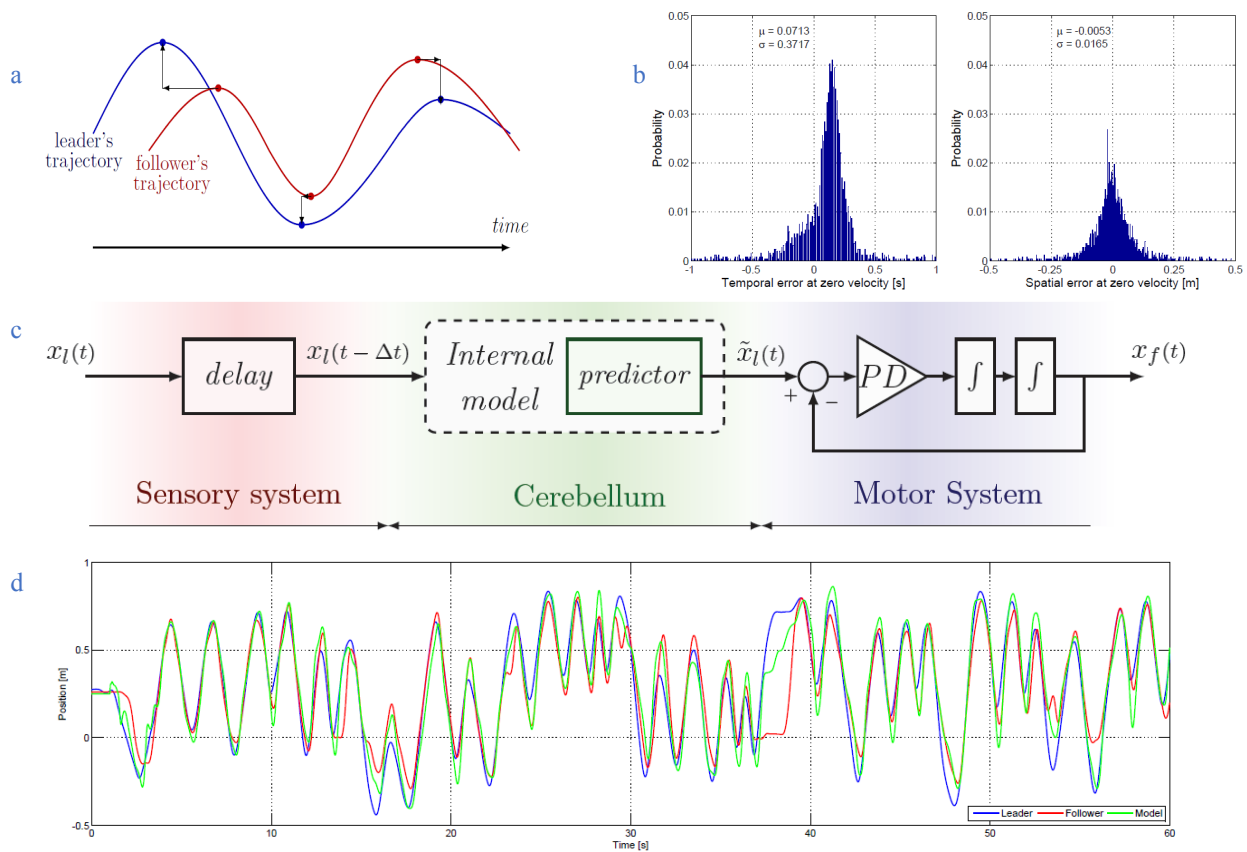 a
leader's
trajectory
follower's
trajectory
time
b
0.05
0.04
0.03
0.02
0.01
0
Probability
μ = 0.0713
σ = 0.3717
-1
-0.5
0
0.5
1
Temporal error at zero velocity [s]
0.05
0.04
0.03
0.02
0.01
0
Probability
μ = -0.0053
σ = 0.0165
-0.5
-0.25
0
0.25
0.5
Spatial error at zero velocity [m]
c
x_l(t)
delay
x_l(t − Δt)
Internal
model
predictor
x̃_l(t)
+
−
PD
∫
∫
x_f(t)
Sensory system
Cerebellum
Motor System
d
1
0.5
0
-0.5
Position [m]
0
10
20
30
40
50
60
Time [s]
Leader
Follower
Model